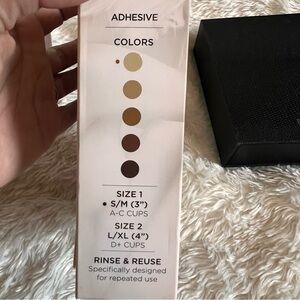 ADHESIVE
COLORS
SIZE 1
• S/M (3")
A-C CUPS
SIZE 2
L/XL (4")
D+ CUPS
RINSE & REUSE
Specifically designed
for repeated use